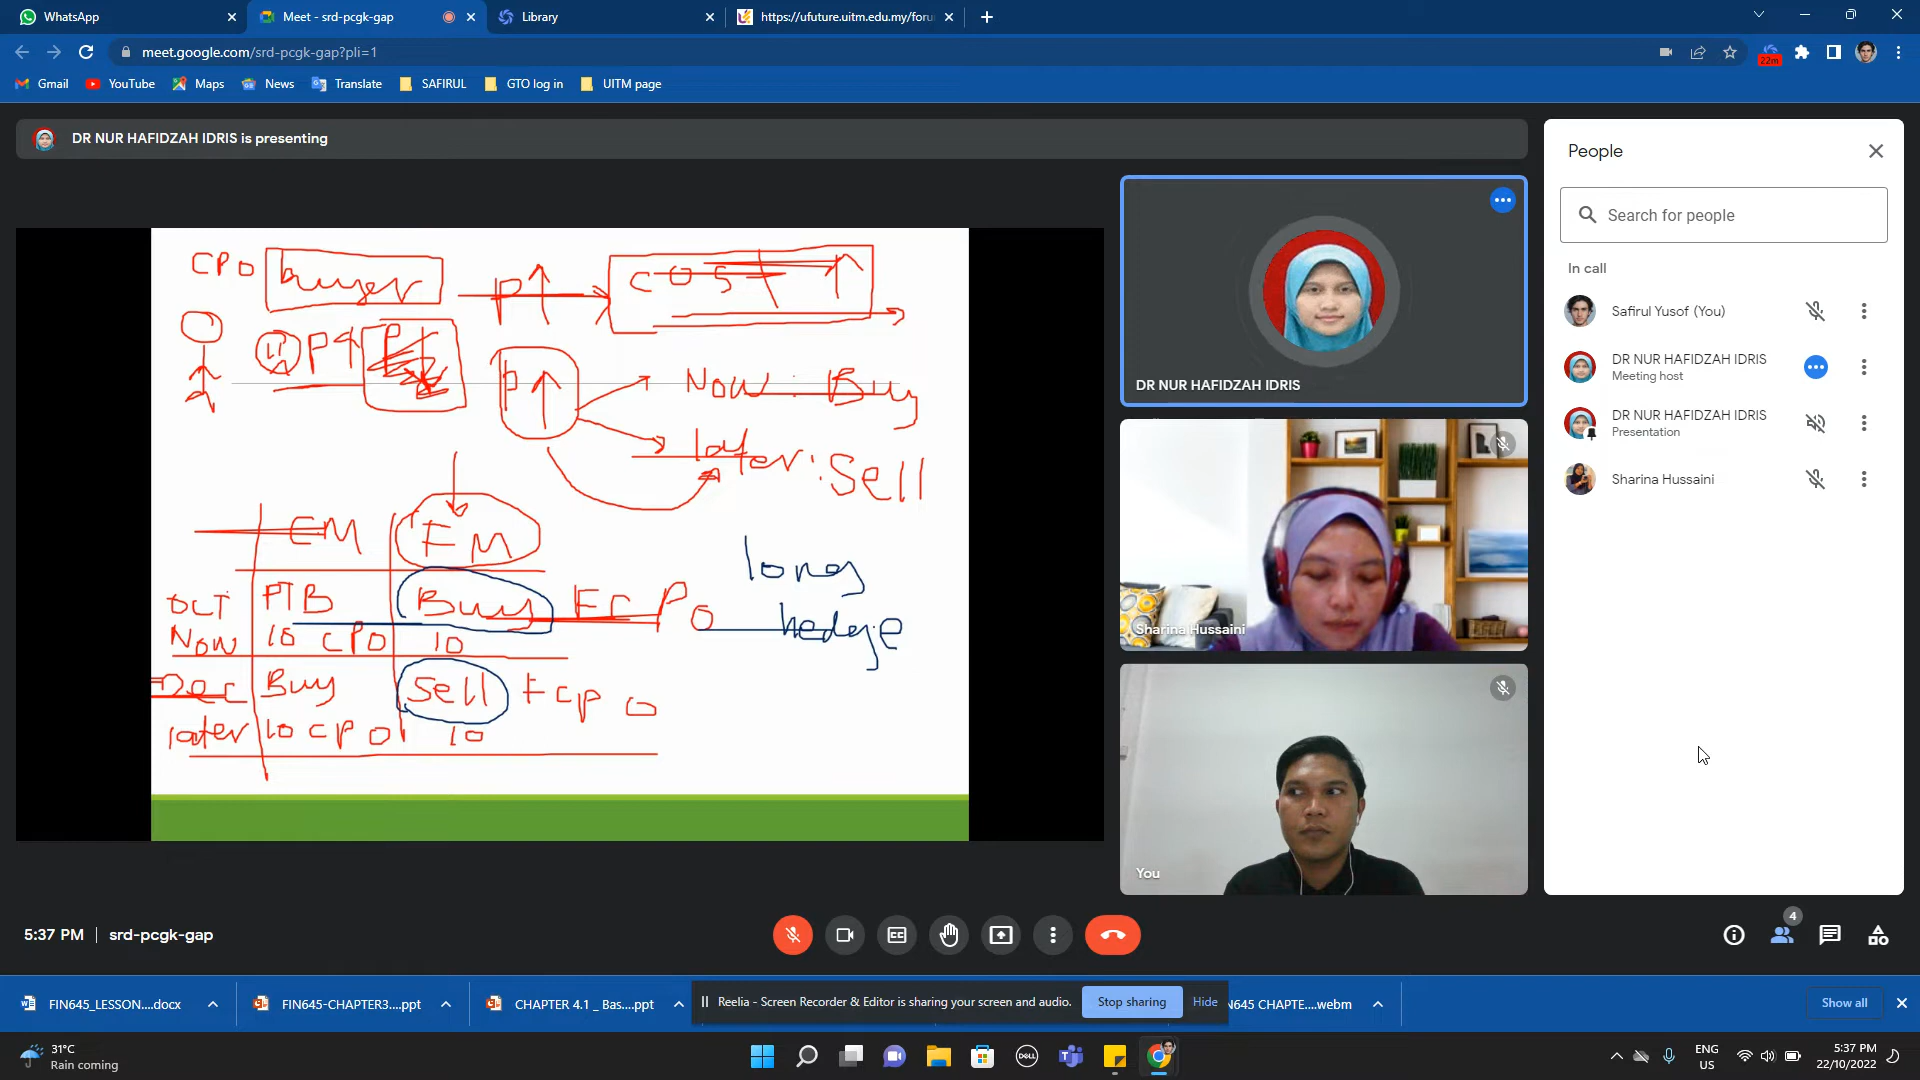 WhatsApp
Meet - srd-pcgk-gap
Library
https://ufuture.uitm.edu.my/foru
meet.google.com/srd-pcgk-gap?pli=1
22m
Gmail
YouTube
Maps
News
Translate
SAFIRUL
GTO log in
UITM page
DR NUR HAFIDZAH IDRIS is presenting
CPO buyer P↑ cost ↑
P↑
P↑
Now : Buy
later : Sell
FM
long
hedge
OCT PTB Buy FCPO
Now 10 CPO 10
Dec Buy Sell FCPO
later 10 CPO 10
DR NUR HAFIDZAH IDRIS
Sharina Hussaini
You
People
Search for people
In call
Safirul Yusof (You)
DR NUR HAFIDZAH IDRIS
Meeting host
DR NUR HAFIDZAH IDRIS
Presentation
Sharina Hussaini
5:37 PM | srd-pcgk-gap
4
FIN645_LESSON....docx
FIN645-CHAPTER3....ppt
CHAPTER 4.1 _ Bas....ppt
Reelia - Screen Recorder & Editor is sharing your screen and audio.
Stop sharing
Hide
N645 CHAPTE....webm
Show all
31°C
Rain coming
DELL
ENG
US
5:37 PM
22/10/2022